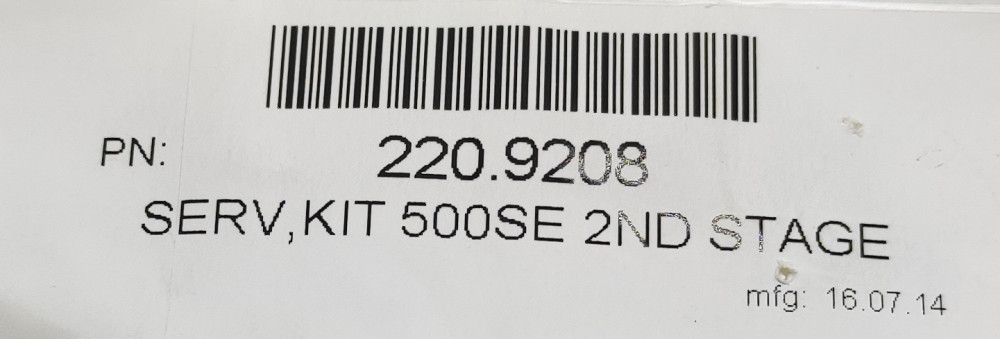 PN: 220.9208
SERV,KIT 500SE 2ND STAGE
mfg: 16.07.14